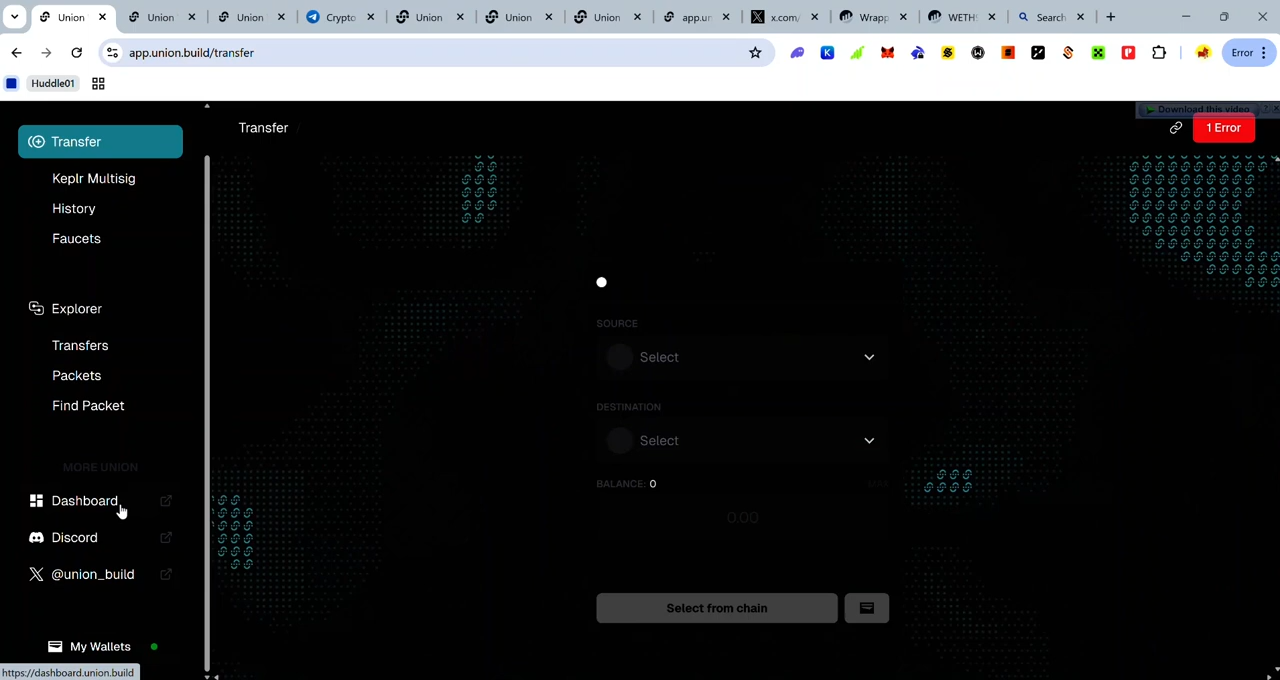 Union
Union
Union
Crypto
Union
Union
Union
app.un
x.com/
Wrapp
WETH
Search
app.union.build/transfer
Error
Huddle01
Download this video
Transfer
Transfer
1 Error
Keplr Multisig
History
Faucets
SOURCE
Explorer
Select
Transfers
Packets
DESTINATION
Find Packet
Select
MORE UNION
BALANCE: 0
Dashboard
0.00
Discord
@union_build
Select from chain
My Wallets
https://dashboard.union.build